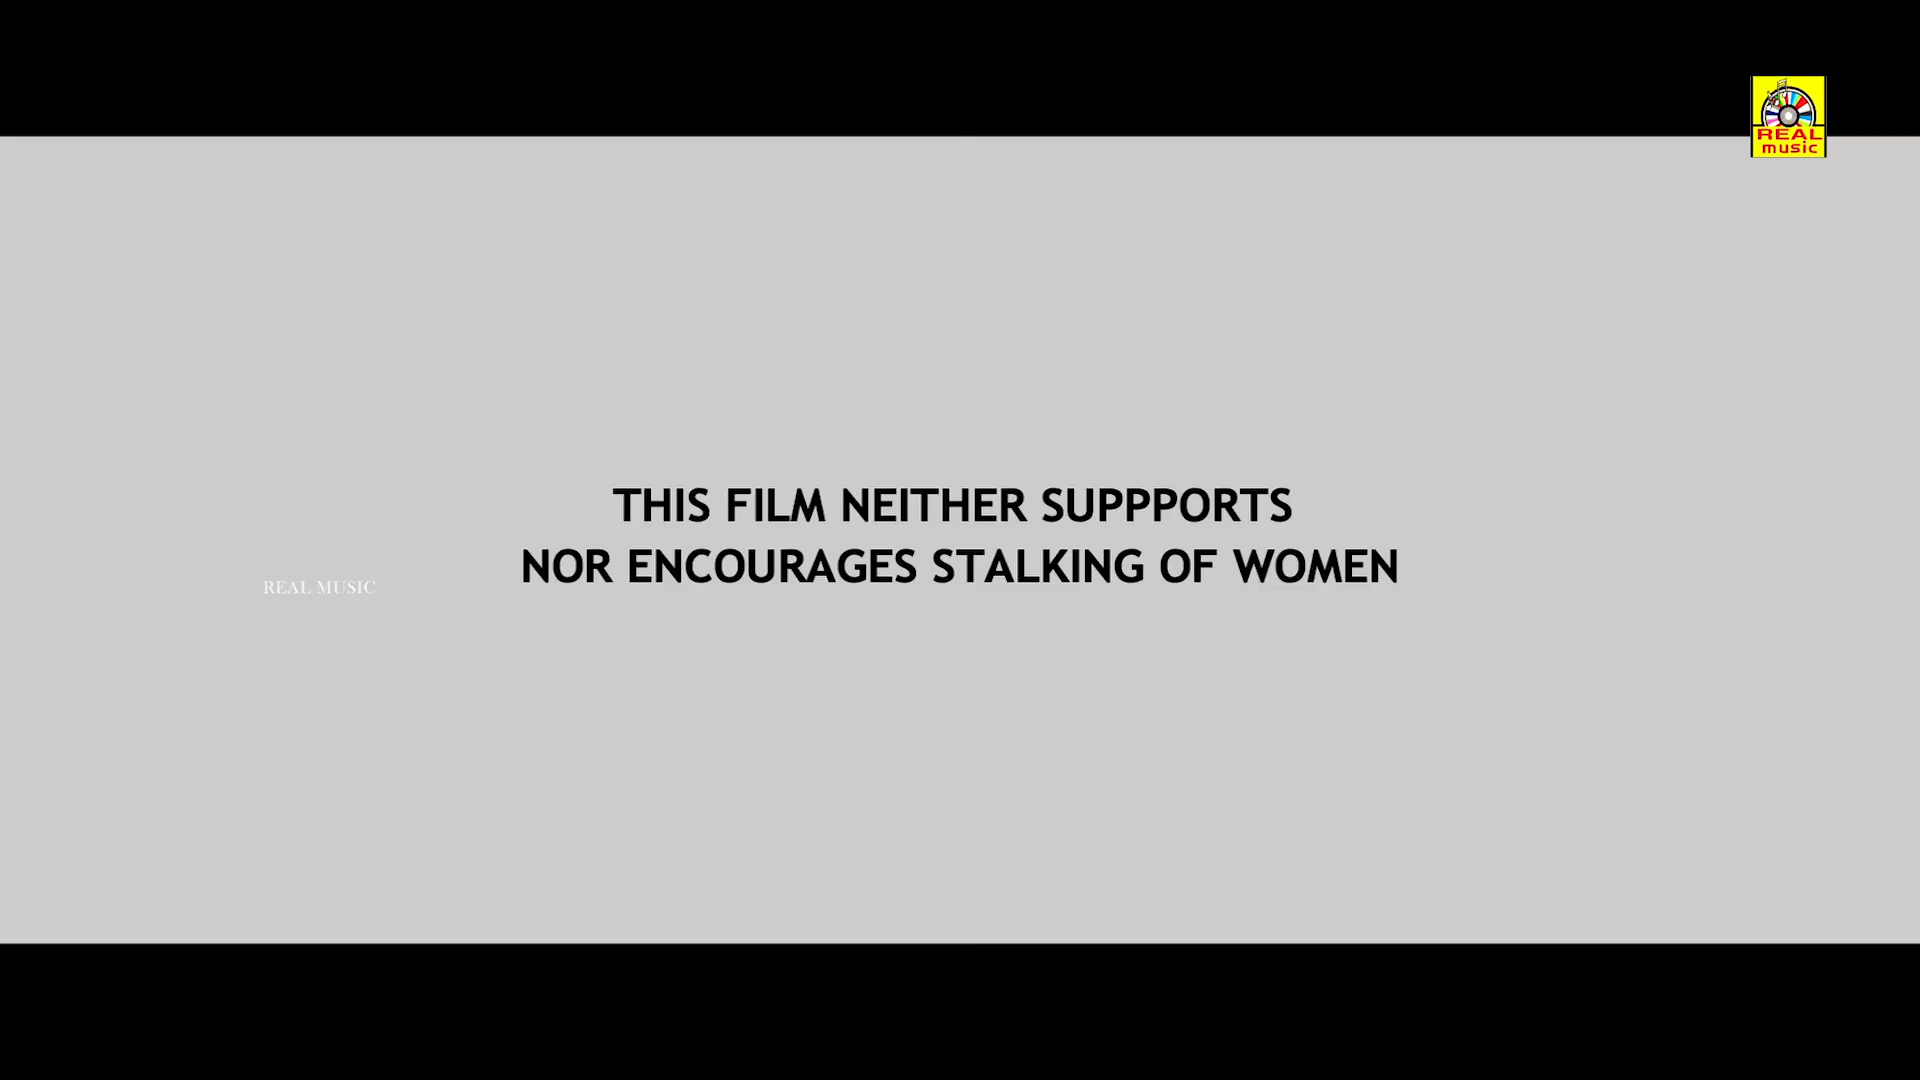 REAL
music
THIS FILM NEITHER SUPPPORTS
NOR ENCOURAGES STALKING OF WOMEN
REAL MUSIC